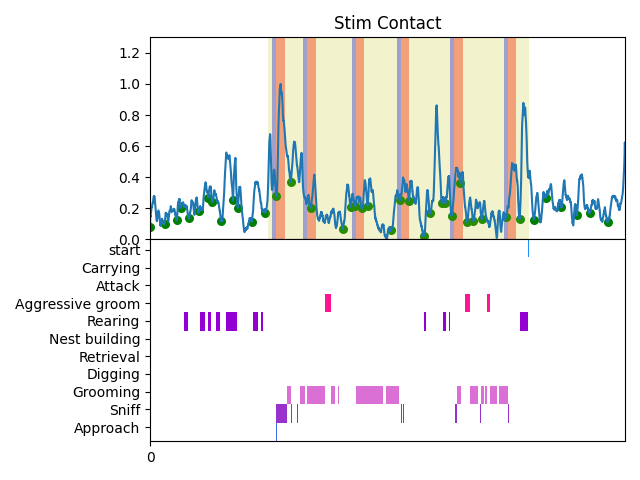 Stim Contact
1.2
1.0
0.8
0.6
0.4
0.2
0.0
start
Carrying
Attack
Aggressive groom
Rearing
Nest building
Retrieval
Digging
Grooming
Sniff
Approach
0